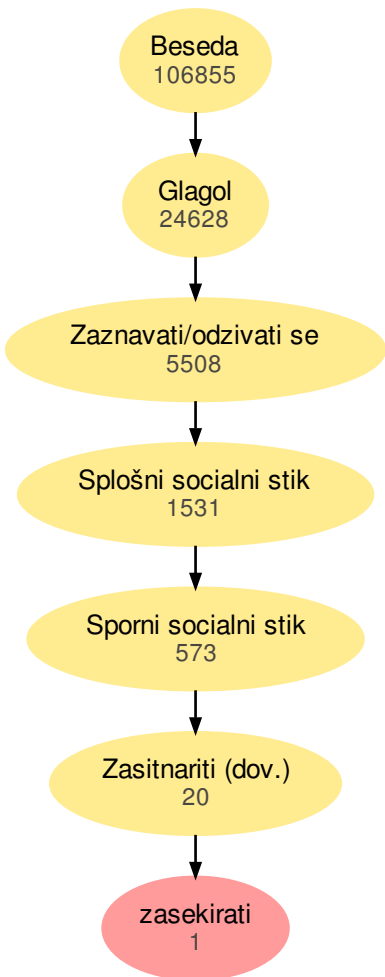 Beseda
106855
Glagol
24628
Zaznavati/odzivati se
5508
Splošni socialni stik
1531
Sporni socialni stik
573
Zasitnariti (dov.)
20
zasekirati
1